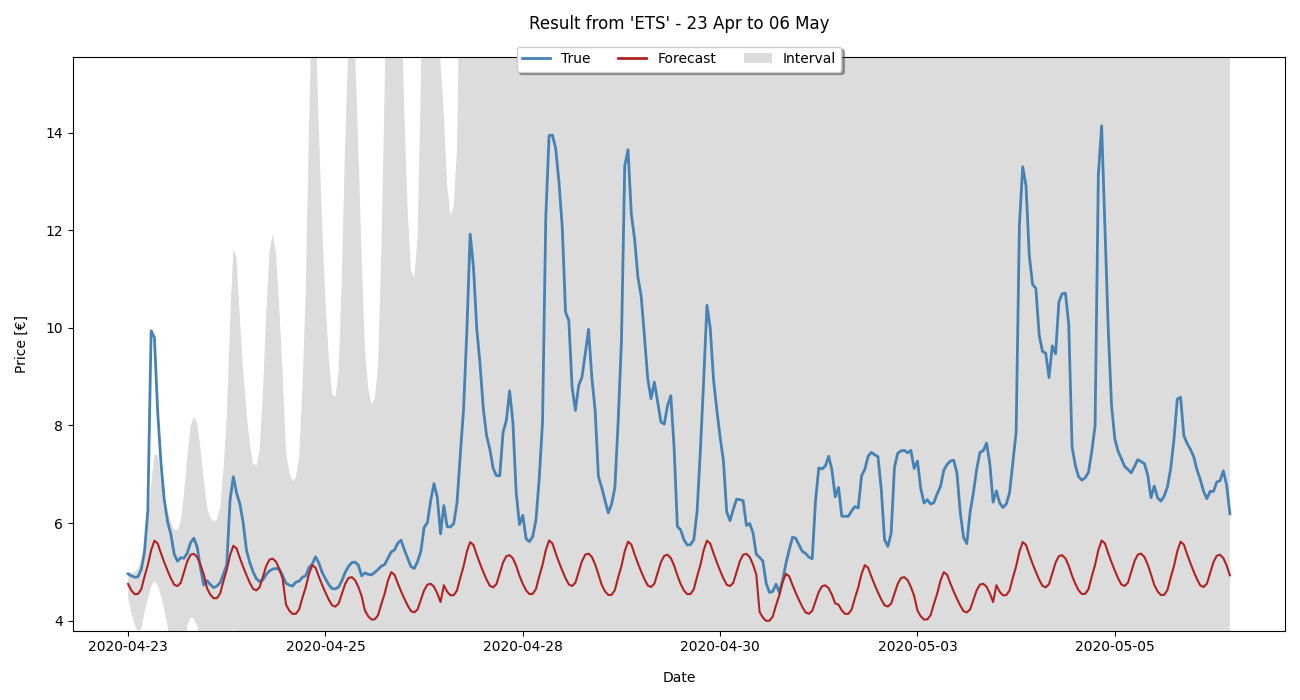 Result from 'ETS' - 23 Apr to 06 May
True Forecast Interval
14
12
10
8
6
4
Price [€]
2020-04-23 2020-04-25 2020-04-28 2020-04-30 2020-05-03 2020-05-05
Date